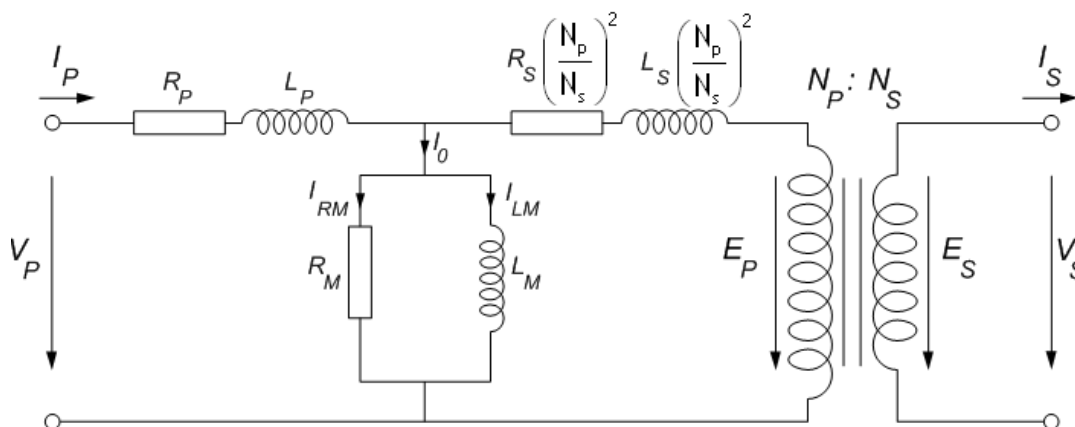 I_P
R_P
L_P
R_S (N_p/N_s)^2
L_S (N_p/N_s)^2
N_P : N_S
I_S
I_0
I_RM
I_LM
V_P
R_M
L_M
E_P
E_S
V_S